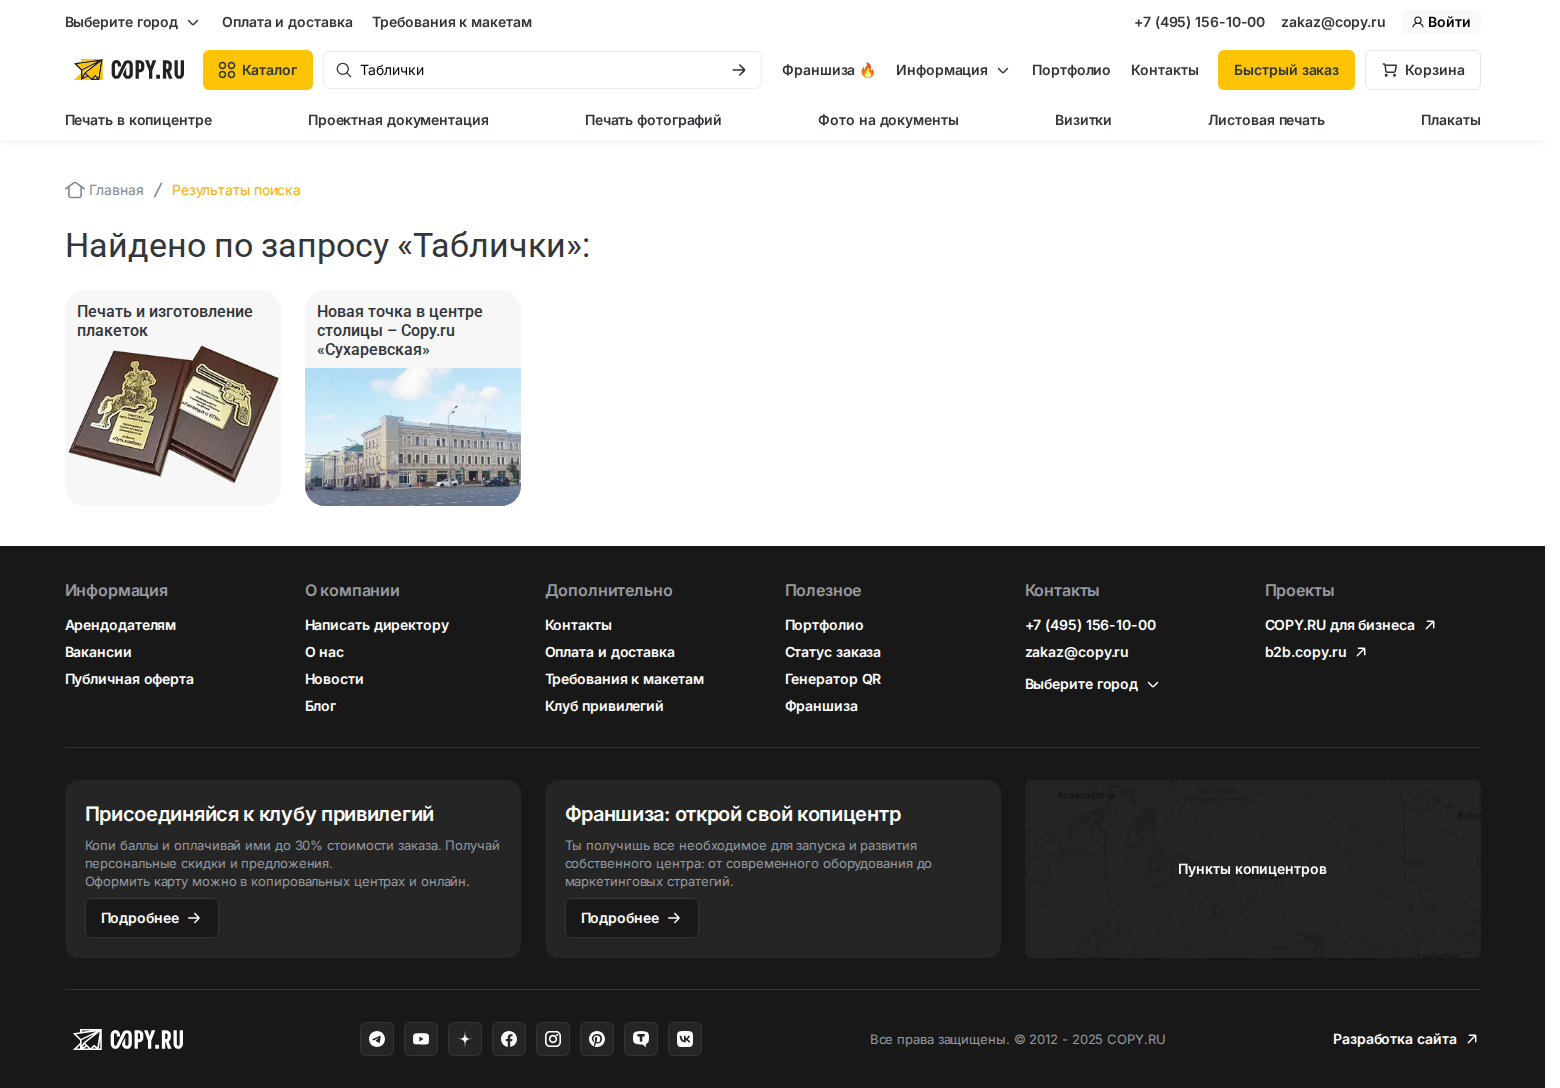 Выберите город
Оплата и доставка
Требования к макетам
+7 (495) 156-10-00
zakaz@copy.ru
Войти
COPY.RU
Каталог
Таблички
Франшиза 🔥
Информация
Портфолио
Контакты
Быстрый заказ
Корзина
Печать в копицентре
Проектная документация
Печать фотографий
Фото на документы
Визитки
Листовая печать
Плакаты
Главная / Результаты поиска
Найдено по запросу «Таблички»:
Печать и изготовление
плакеток
Новая точка в центре
столицы – Copy.ru
«Сухаревская»
Информация
Арендодателям
Вакансии
Публичная оферта
О компании
Написать директору
О нас
Новости
Блог
Дополнительно
Контакты
Оплата и доставка
Требования к макетам
Клуб привилегий
Полезное
Портфолио
Статус заказа
Генератор QR
Франшиза
Контакты
+7 (495) 156-10-00
zakaz@copy.ru
Выберите город
Проекты
COPY.RU для бизнеса
b2b.copy.ru
Присоединяйся к клубу привилегий
Копи баллы и оплачивай ими до 30% стоимости заказа. Получай
персональные скидки и предложения.
Оформить карту можно в копировальных центрах и онлайн.
Подробнее
Франшиза: открой свой копицентр
Ты получишь все необходимое для запуска и развития
собственного центра: от современного оборудования до
маркетинговых стратегий.
Подробнее
Krasnogorsk
Пункты копицентров
COPY.RU
Все права защищены. © 2012 - 2025 COPY.RU
Разработка сайта